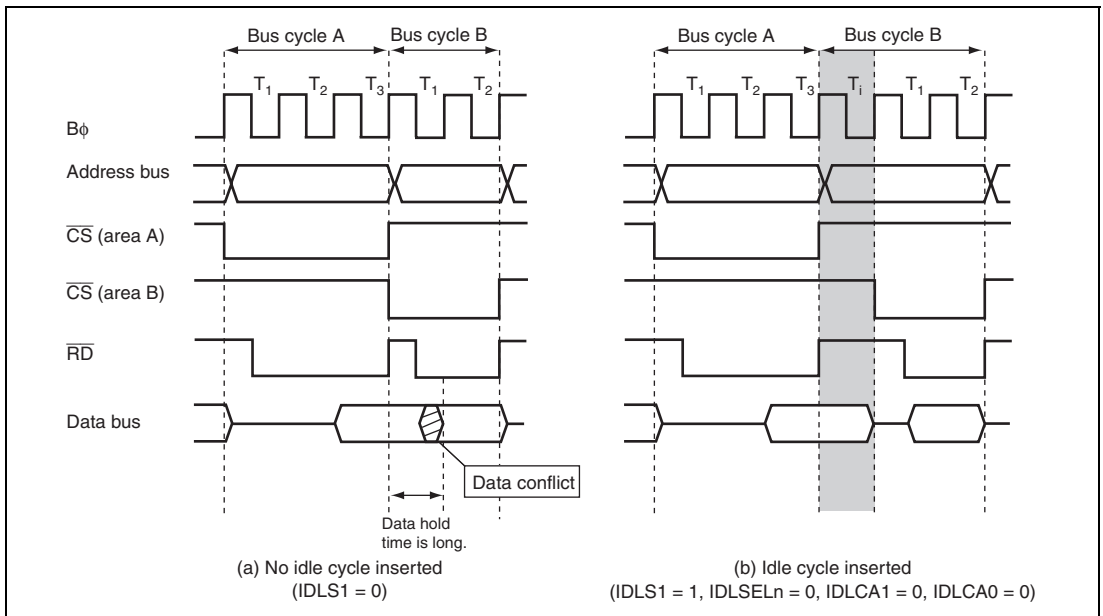 Bus cycle A
Bus cycle B
T1 T2 T3 T1 T2
Bφ
Address bus
CS (area A)
CS (area B)
RD
Data bus
Data conflict
Data hold
time is long.
(a) No idle cycle inserted
(IDLS1 = 0)
Bus cycle A
Bus cycle B
T1 T2 T3 Ti T1 T2
(b) Idle cycle inserted
(IDLS1 = 1, IDLSELn = 0, IDLCA1 = 0, IDLCA0 = 0)